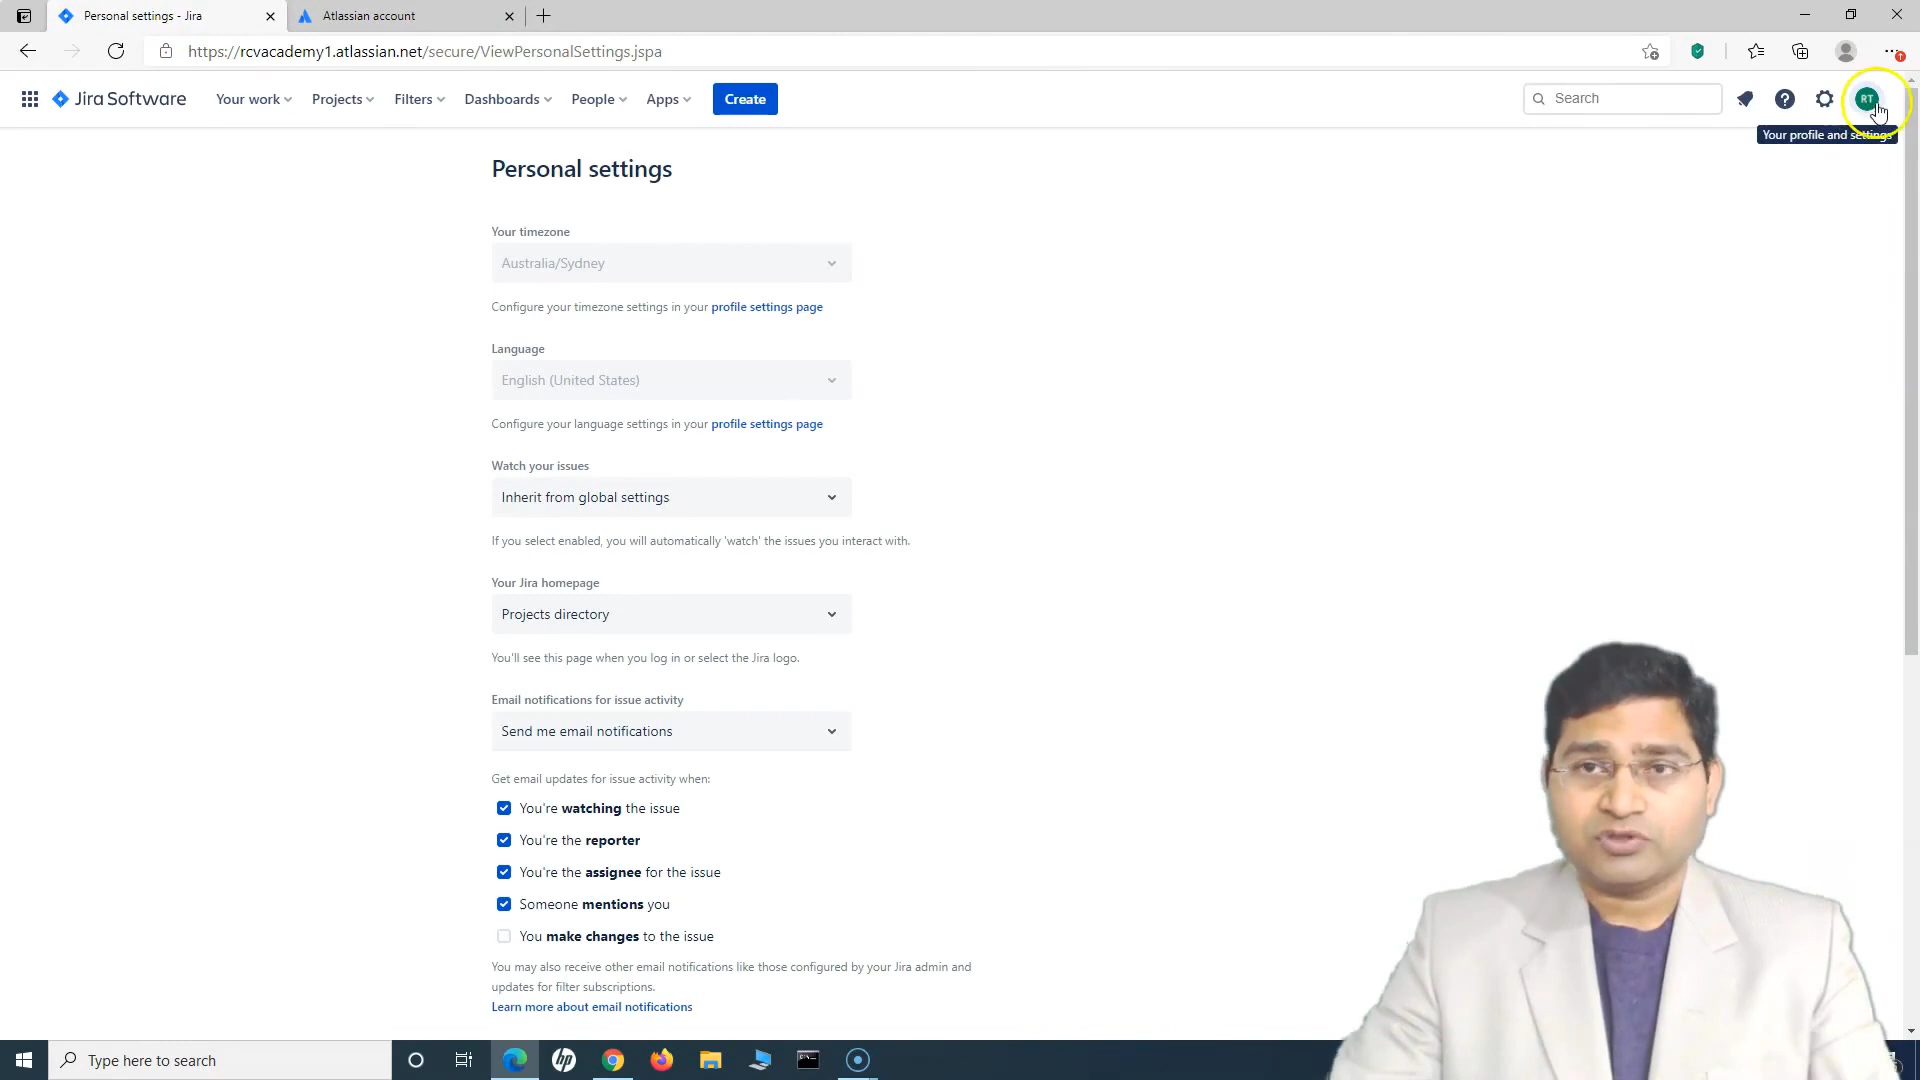 Personal settings - Jira
Atlassian account
https://rcvacademy1.atlassian.net/secure/ViewPersonalSettings.jspa
Jira Software
Your work
Projects
Filters
Dashboards
People
Apps
Create
Search
RT
Your profile and settings
Personal settings
Your timezone
Australia/Sydney
Configure your timezone settings in your profile settings page
Language
English (United States)
Configure your language settings in your profile settings page
Watch your issues
Inherit from global settings
If you select enabled, you will automatically 'watch' the issues you interact with.
Your Jira homepage
Projects directory
You'll see this page when you log in or select the Jira logo.
Email notifications for issue activity
Send me email notifications
Get email updates for issue activity when:
You're watching the issue
You're the reporter
You're the assignee for the issue
Someone mentions you
You make changes to the issue
You may also receive other email notifications like those configured by your Jira admin and
updates for filter subscriptions.
Learn more about email notifications
Type here to search
hp